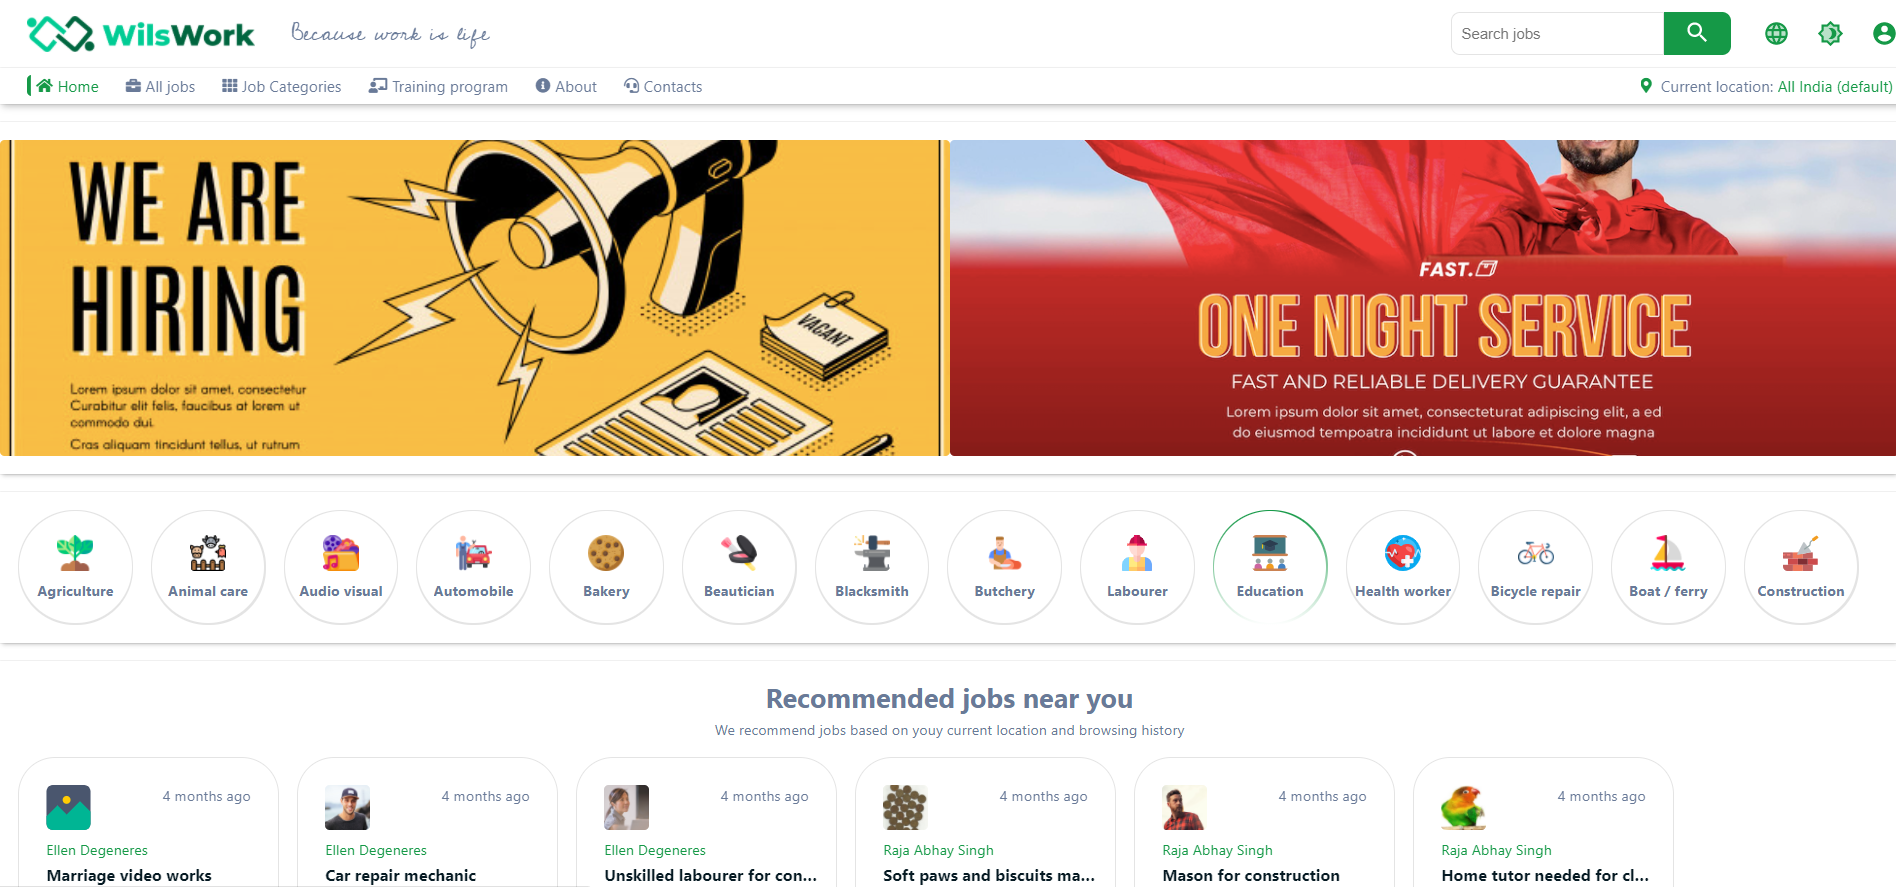 WilsWork
Because work is life
Search jobs
Home
All jobs
Job Categories
Training program
About
Contacts
Current location: All India (default)
WE ARE
HIRING
Lorem ipsum dolor sit amet, consectetur
Curabitur elit felis, faucibus at lorem ut
commodo dui.
Cras aliquam tincidunt tellus, ut rutrum
VACANT
FAST.
ONE NIGHT SERVICE
FAST AND RELIABLE DELIVERY GUARANTEE
Lorem ipsum dolor sit amet, consecteturat adipiscing elit, a ed
do eiusmod tempoatra incididunt ut labore et dolore magna
Agriculture
Animal care
Audio visual
Automobile
Bakery
Beautician
Blacksmith
Butchery
Labourer
Education
Health worker
Bicycle repair
Boat / ferry
Construction
Recommended jobs near you
We recommend jobs based on youy current location and browsing history
4 months ago
Ellen Degeneres
Marriage video works
4 months ago
Ellen Degeneres
Car repair mechanic
4 months ago
Ellen Degeneres
Unskilled labourer for con...
4 months ago
Raja Abhay Singh
Soft paws and biscuits ma...
4 months ago
Raja Abhay Singh
Mason for construction
4 months ago
Raja Abhay Singh
Home tutor needed for cl...